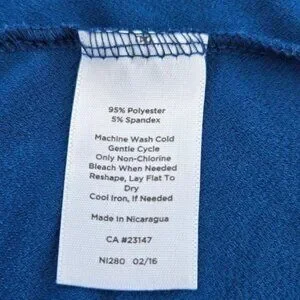 95% Polyester
5% Spandex
Machine Wash Cold
Gentle Cycle
Only Non-Chlorine
Bleach When Needed
Reshape, Lay Flat To
Dry
Cool Iron, If Needed
Made in Nicaragua
CA #23147
NI280 02/16